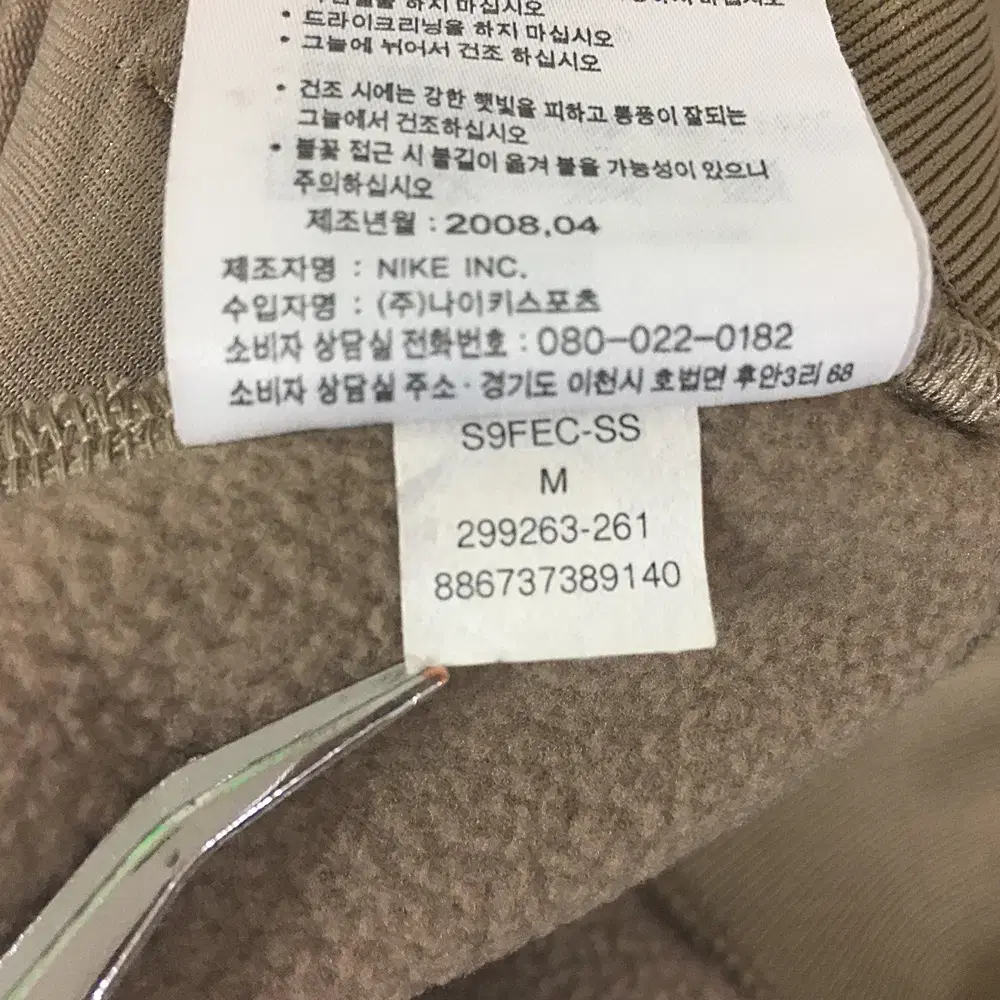 하지 마십시오
• 드라이크리닝을 하지 마십시오
• 그늘에 뉘어서 건조 하십시오
• 건조 시에는 강한 햇빛을 피하고 통풍이 잘되는
그늘에서 건조하십시오
• 불꽃 접근 시 불길이 옮겨 붙을 가능성이 있으니
주의하십시오
제조년월 : 2008.04
제조자명 : NIKE INC.
수입자명 : (주)나이키스포츠
소비자 상담실 전화번호 : 080-022-0182
소비자 상담실 주소 · 경기도 이천시 호법면 후안3리 68
S9FEC-SS
M
299263-261
886737389140